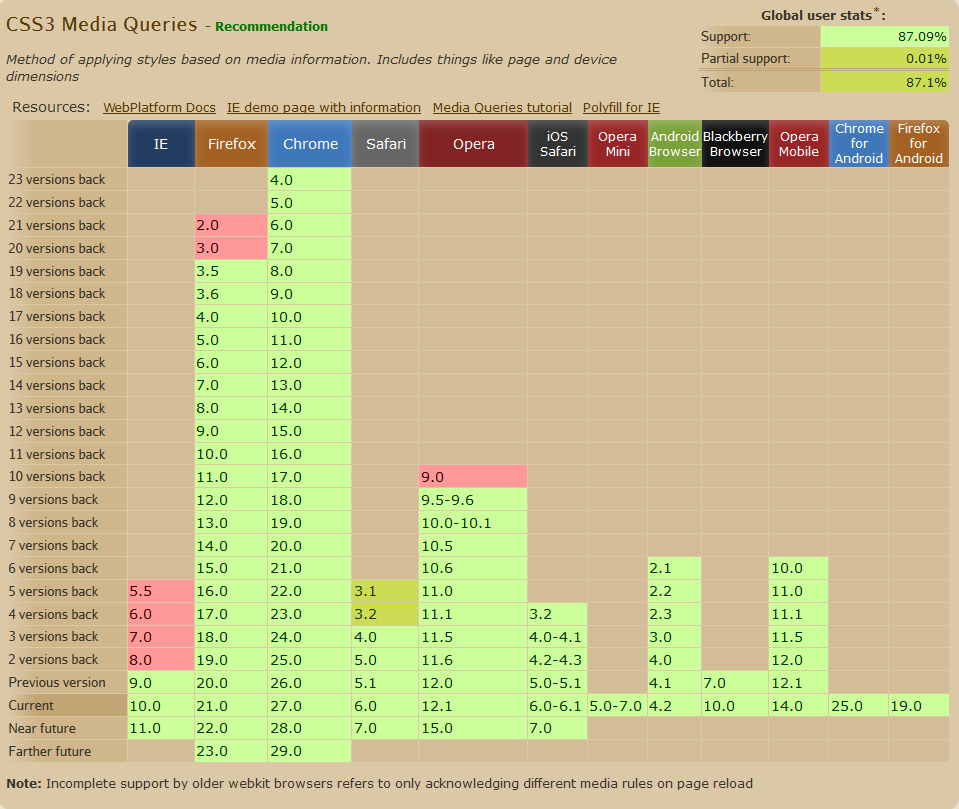 CSS3 Media Queries - Recommendation
Method of applying styles based on media information. Includes things like page and device
dimensions
Global user stats*:
Support: 87.09%
Partial support: 0.01%
Total: 87.1%
Resources: WebPlatform Docs IE demo page with information Media Queries tutorial Polyfill for IE
IE Firefox Chrome Safari Opera iOS Safari Opera Mini Android Browser Blackberry Browser Opera Mobile Chrome for Android Firefox for Android
23 versions back 4.0
22 versions back 5.0
21 versions back 2.0 6.0
20 versions back 3.0 7.0
19 versions back 3.5 8.0
18 versions back 3.6 9.0
17 versions back 4.0 10.0
16 versions back 5.0 11.0
15 versions back 6.0 12.0
14 versions back 7.0 13.0
13 versions back 8.0 14.0
12 versions back 9.0 15.0
11 versions back 10.0 16.0
10 versions back 11.0 17.0 9.0
9 versions back 12.0 18.0 9.5-9.6
8 versions back 13.0 19.0 10.0-10.1
7 versions back 14.0 20.0 10.5
6 versions back 15.0 21.0 10.6 2.1 10.0
5 versions back 5.5 16.0 22.0 3.1 11.0 2.2 11.0
4 versions back 6.0 17.0 23.0 3.2 11.1 3.2 2.3 11.1
3 versions back 7.0 18.0 24.0 4.0 11.5 4.0-4.1 3.0 11.5
2 versions back 8.0 19.0 25.0 5.0 11.6 4.2-4.3 4.0 12.0
Previous version 9.0 20.0 26.0 5.1 12.0 5.0-5.1 4.1 7.0 12.1
Current 10.0 21.0 27.0 6.0 12.1 6.0-6.1 5.0-7.0 4.2 10.0 14.0 25.0 19.0
Near future 11.0 22.0 28.0 7.0 15.0 7.0
Farther future 23.0 29.0
Note: Incomplete support by older webkit browsers refers to only acknowledging different media rules on page reload